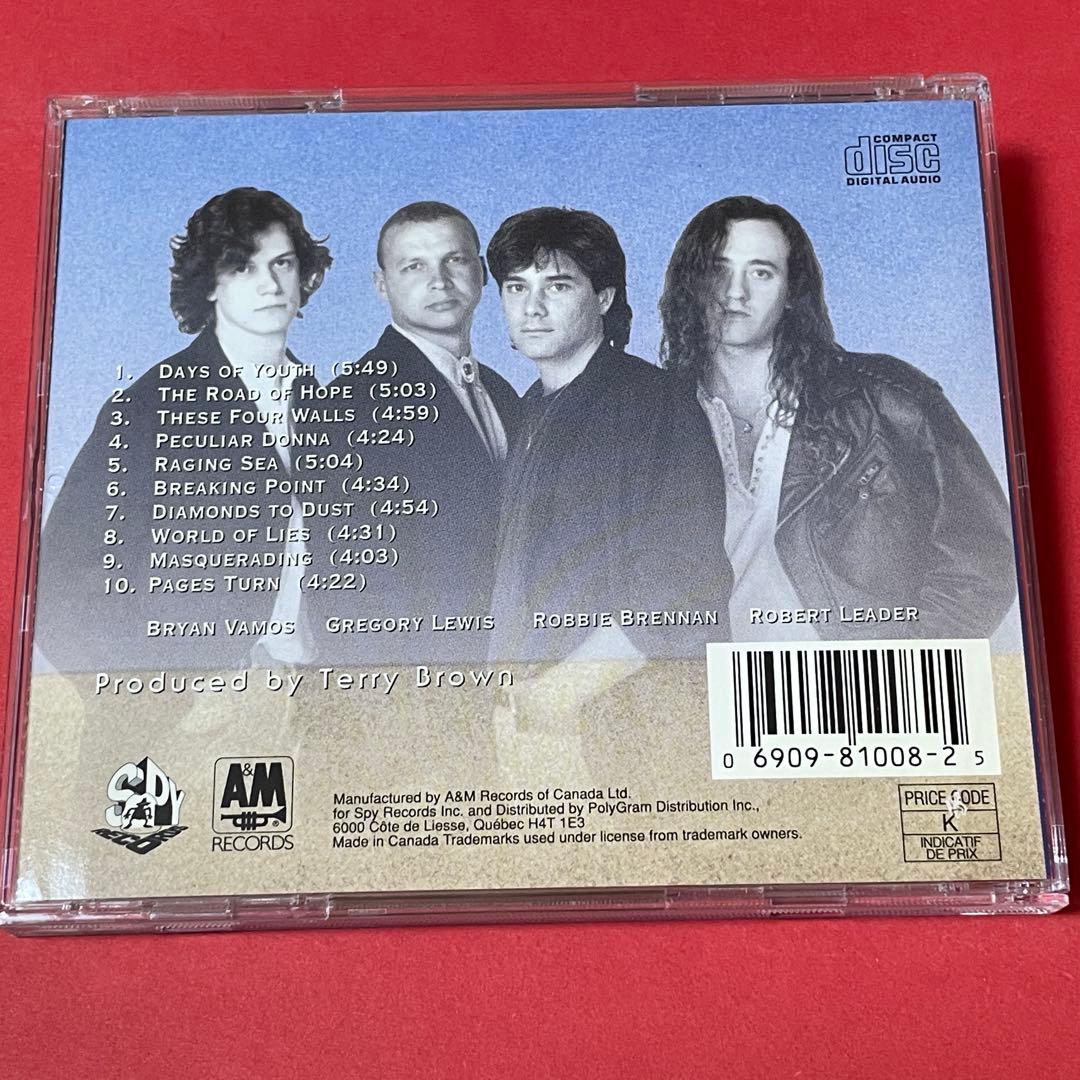 COMPACT
disc
DIGITAL AUDIO
1. DAYS OF YOUTH (5:49)
2. THE ROAD OF HOPE (5:03)
3. THESE FOUR WALLS (4:59)
4. PECULIAR DONNA (4:24)
5. RAGING SEA (5:04)
6. BREAKING POINT (4:34)
7. DIAMONDS TO DUST (4:54)
8. WORLD OF LIES (4:31)
9. MASQUERADING (4:03)
10. PAGES TURN (4:22)
BRYAN VAMOS GREGORY LEWIS ROBBIE BRENNAN ROBERT LEADER
Produced by Terry Brown
0 6909-81008-2 5
SPY
RECORDS
A&M
RECORDS
Manufactured by A&M Records of Canada Ltd.
for Spy Records Inc. and Distributed by PolyGram Distribution Inc.,
6000 Côte de Liesse, Québec H4T 1E3
Made in Canada Trademarks used under license from trademark owners.
PRICE CODE
K
INDICATIF
DE PRIX